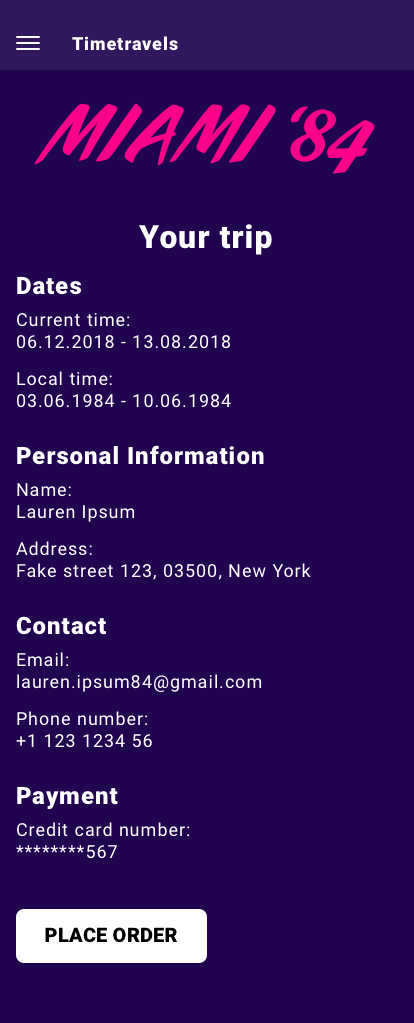 Timetravels
MIAMI '84
Your trip
Dates
Current time:
06.12.2018 - 13.08.2018
Local time:
03.06.1984 - 10.06.1984
Personal Information
Name:
Lauren Ipsum
Address:
Fake street 123, 03500, New York
Contact
Email:
lauren.ipsum84@gmail.com
Phone number:
+1 123 1234 56
Payment
Credit card number:
********567
PLACE ORDER